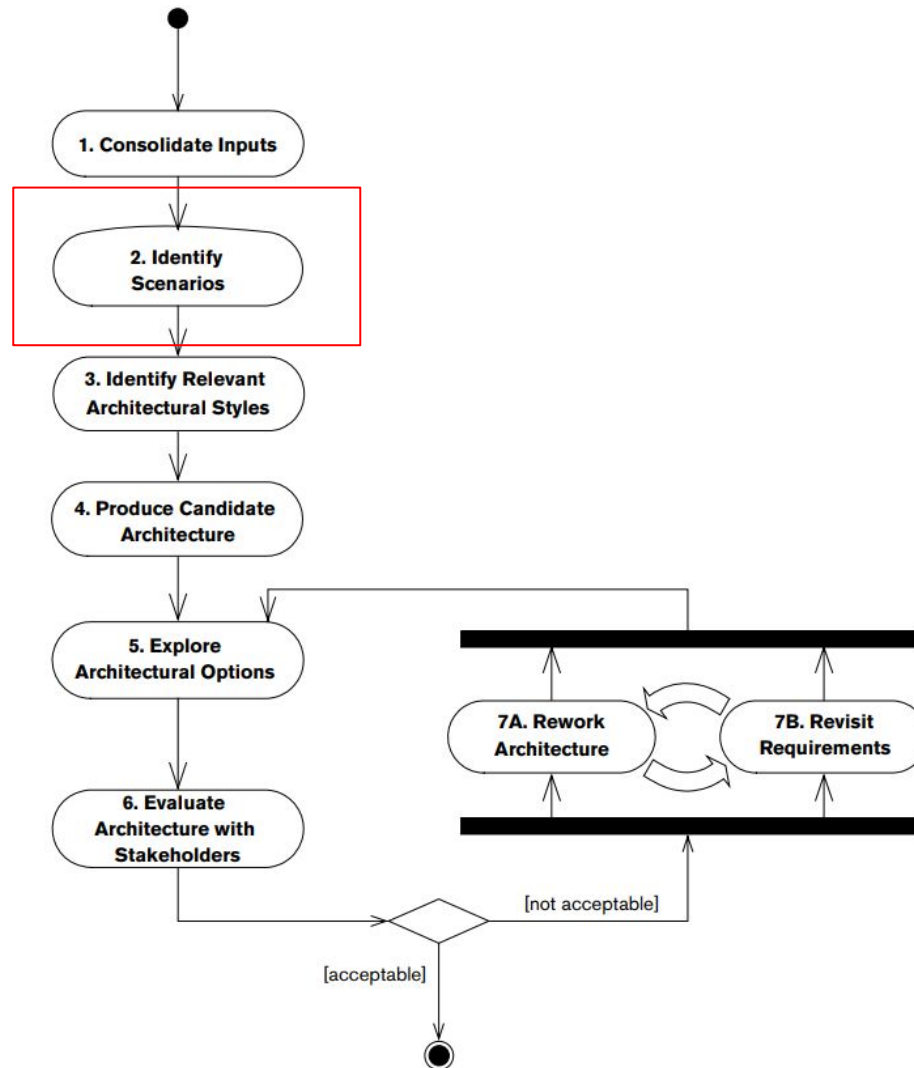 1. Consolidate Inputs
2. Identify
Scenarios
3. Identify Relevant
Architectural Styles
4. Produce Candidate
Architecture
5. Explore
Architectural Options
7A. Rework
Architecture
7B. Revisit
Requirements
6. Evaluate
Architecture with
Stakeholders
[not acceptable]
[acceptable]